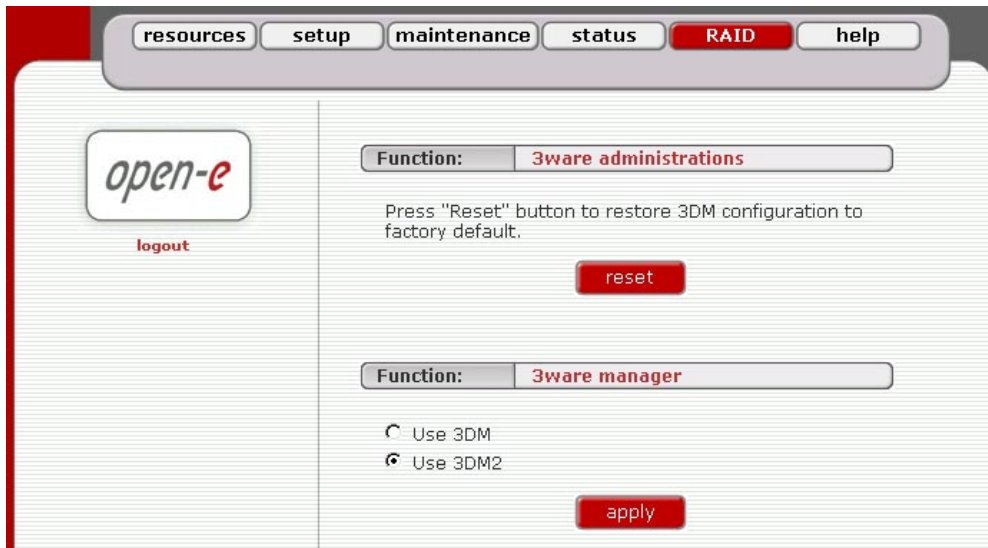 resources setup maintenance status RAID help
open-e
logout
Function: 3ware administrations
Press "Reset" button to restore 3DM configuration to
factory default.
reset
Function: 3ware manager
Use 3DM
Use 3DM2
apply